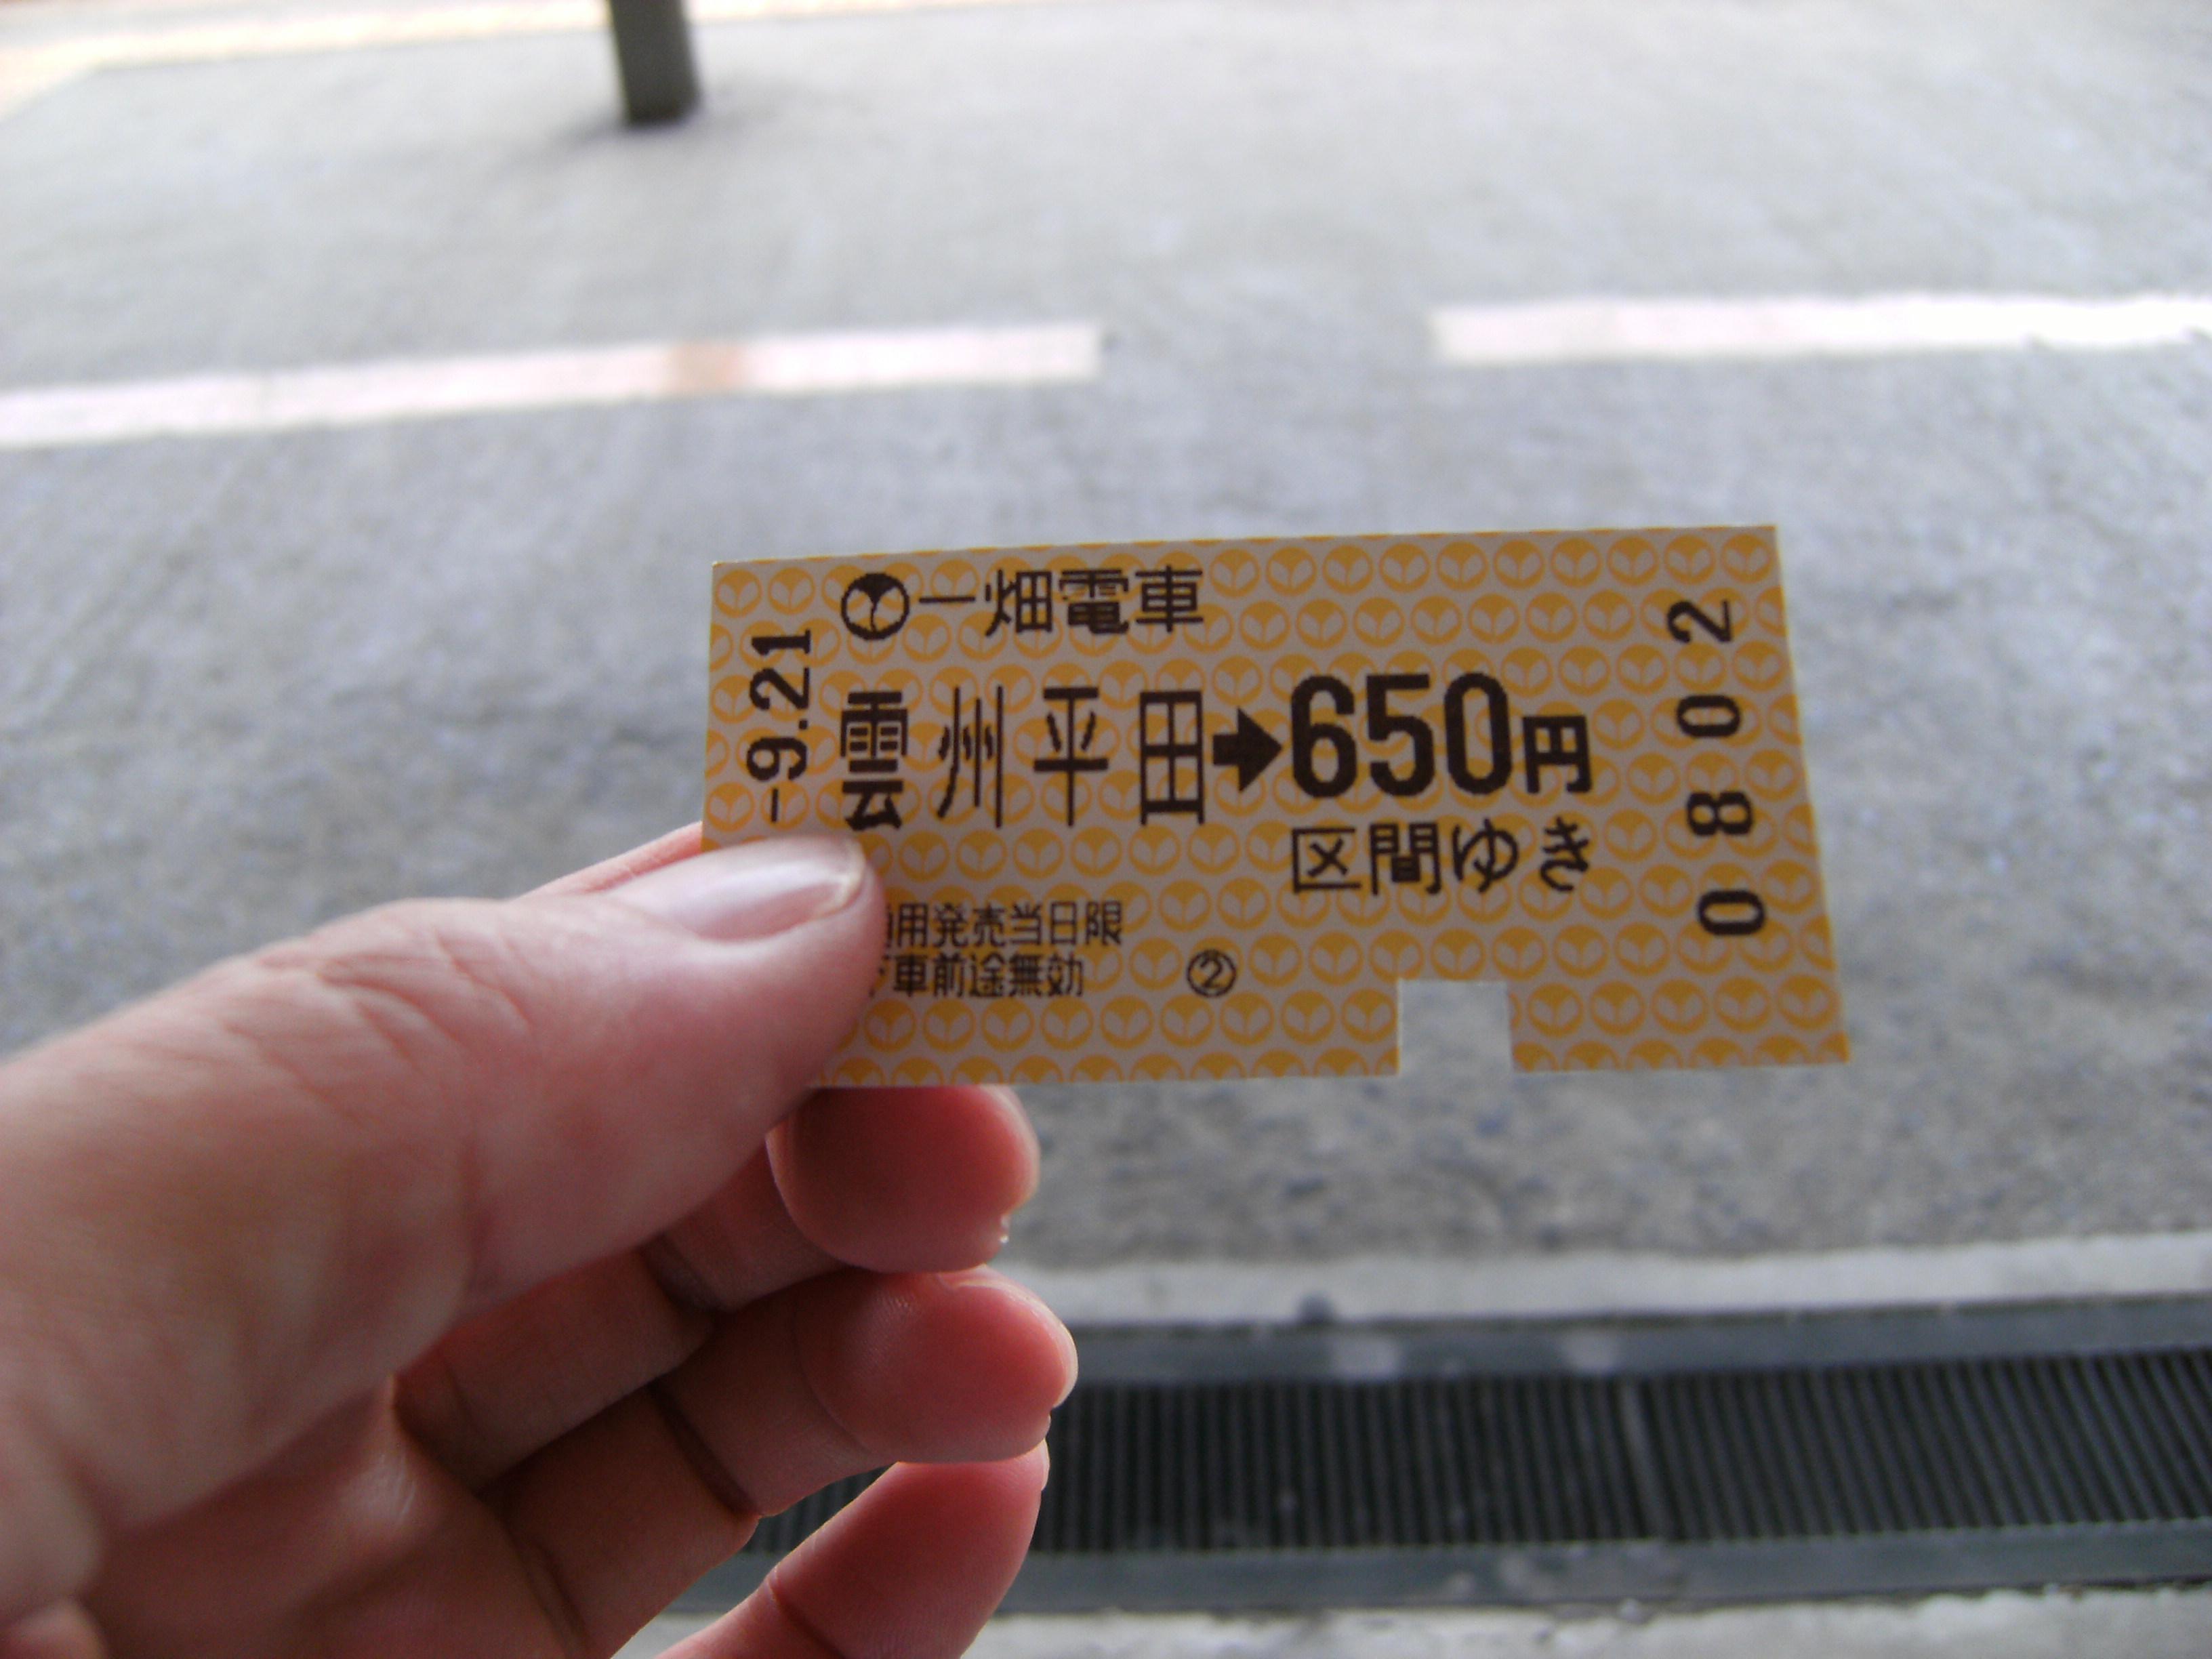 一畑電車
-9.21
雲州平田➡650円
区間ゆき
用発売当日限
車前途無効 ②
0802